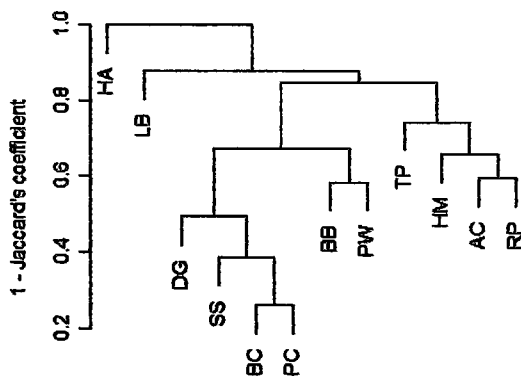 1 - Jaccard's coefficient
0.2
0.4
0.6
0.8
1.0
HA
LB
DG
SS
BC
PC
BB
PW
TP
HM
AC
RP